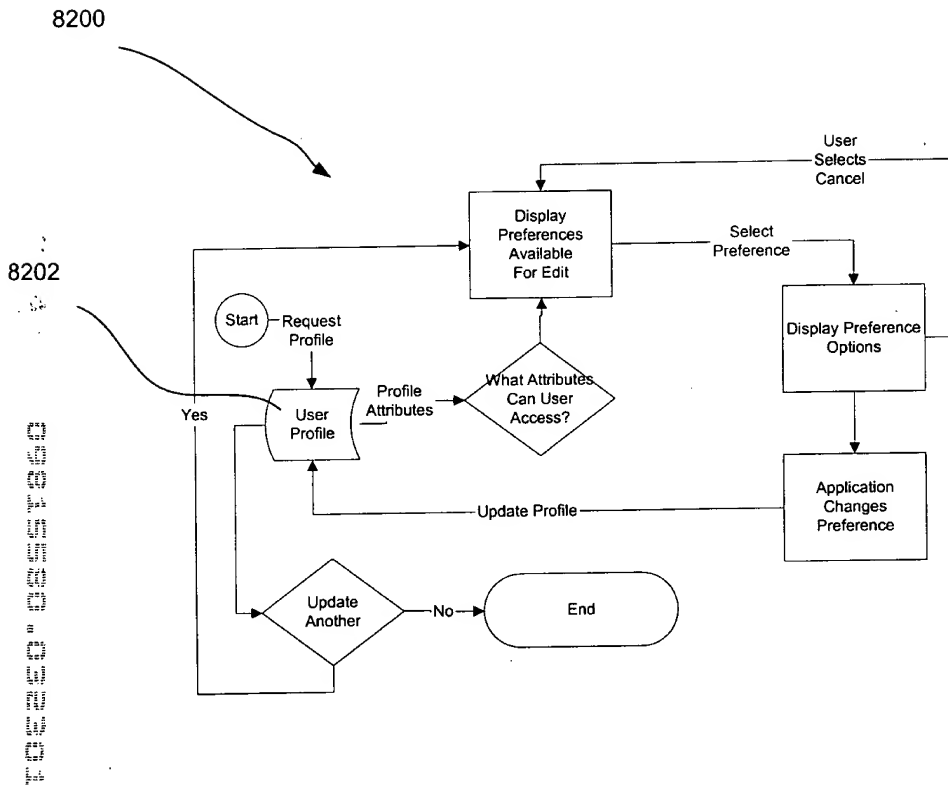 8200
User
Selects
Cancel
Display
Preferences
Available
For Edit
Select
Preference
8202
Start
Request
Profile
Display Preference
Options
What Attributes
Can User
Access?
Profile
Attributes
Yes
User
Profile
Application
Changes
Preference
Update Profile
Update
Another
No
End